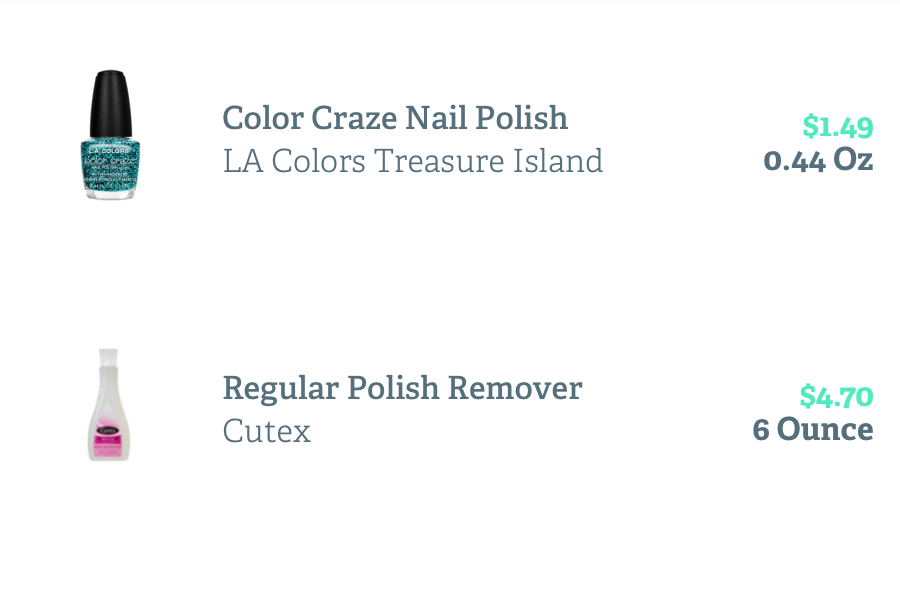 Color Craze Nail Polish
LA Colors Treasure Island
$1.49
0.44 Oz
L.A. COLORS
color craze
Regular Polish Remover
Cutex
$4.70
6 Ounce
CUTEX